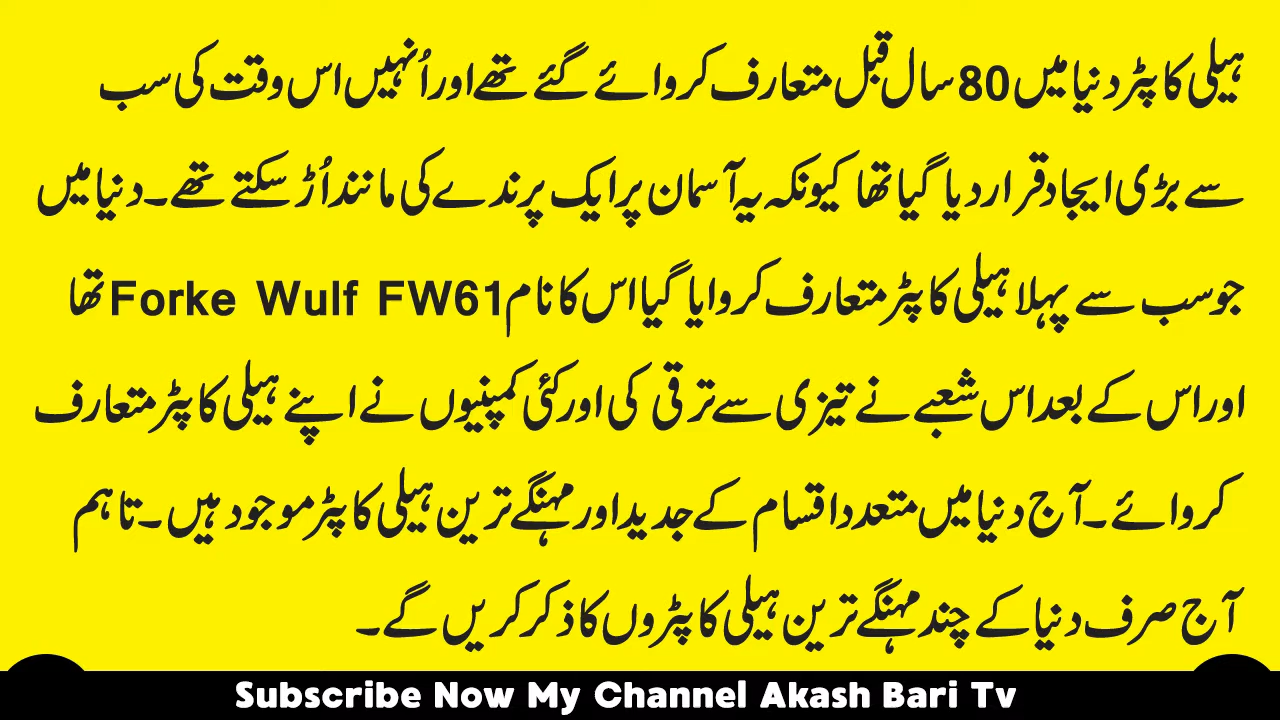 ہیلی کاپٹر دنیا میں 80 سال قبل متعارف کروائے گئے تھے اور اُنہیں اس وقت کی سب
سے بڑی ایجاد قرار دیا گیا تھا کیونکہ یہ آسمان پر ایک پرندے کی مانند اُڑ سکتے تھے۔ دنیا میں
جو سب سے پہلا ہیلی کاپٹر متعارف کروایا گیا اس کا نام Forke Wulf FW61 تھا
اور اس کے بعد اس شعبے نے تیزی سے ترقی کی اور کئی کمپنیوں نے اپنے ہیلی کاپٹر متعارف
کروائے۔ آج دنیا میں متعدد اقسام کے جدید اور مہنگے ترین ہیلی کاپٹر موجود ہیں۔ تاہم
آج صرف دنیا کے چند مہنگے ترین ہیلی کاپٹروں کا ذکر کریں گے۔
Subscribe Now My Channel Akash Bari Tv